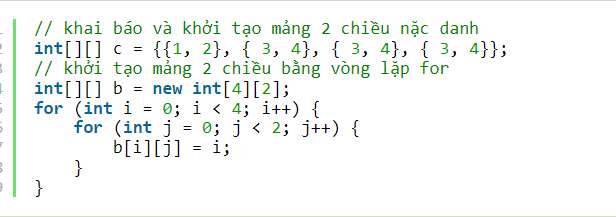 // khai báo và khởi tạo mảng 2 chiều nặc danh
int[][] c = {{1, 2}, { 3, 4}, { 3, 4}, { 3, 4}};
// khởi tạo mảng 2 chiều bằng vòng lặp for
int[][] b = new int[4][2];
for (int i = 0; i < 4; i++) {
    for (int j = 0; j < 2; j++) {
        b[i][j] = i;
    }
}